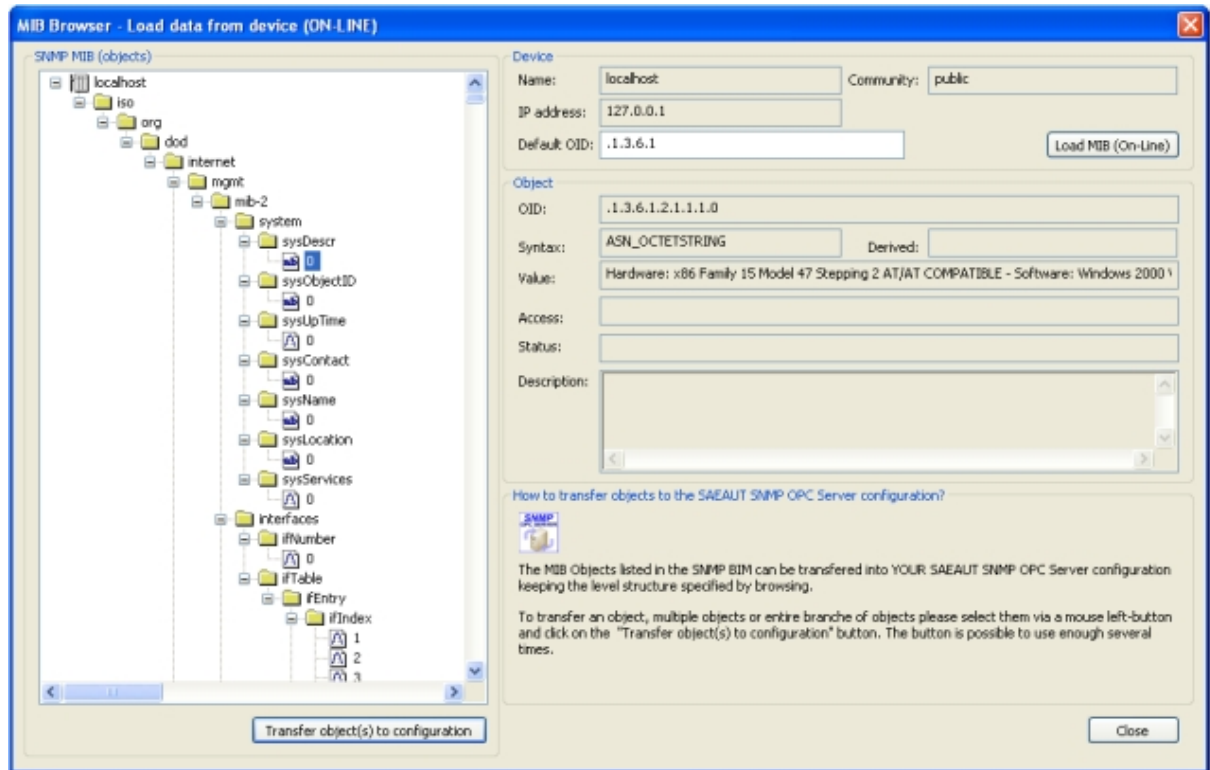 MIB Browser - Load data from device (ON-LINE)
SNMP MIB (objects)
localhost
iso
org
dod
internet
mgmt
mib-2
system
sysDescr
0
sysObjectID
0
sysUpTime
0
sysContact
0
sysName
0
sysLocation
0
sysServices
0
interfaces
ifNumber
0
ifTable
ifEntry
ifIndex
1
2
3
Transfer object(s) to configuration
Device
Name: localhost Community: public
IP address: 127.0.0.1
Default OID: .1.3.6.1 Load MIB (On-Line)
Object
OID: .1.3.6.1.2.1.1.1.0
Syntax: ASN_OCTETSTRING Derived:
Value: Hardware: x86 Family 15 Model 47 Stepping 2 AT/AT COMPATIBLE - Software: Windows 2000
Access:
Status:
Description:
How to transfer objects to the SAEAUT SNMP OPC Server configuration?
SNMP
OPC SERVER
The MIB Objects listed in the SNMP BIM can be transfered into YOUR SAEAUT SNMP OPC Server configuration
keeping the level structure specified by browsing.
To transfer an object, multiple objects or entire branche of objects please select them via a mouse left-button
and click on the "Transfer object(s) to configuration" button. The button is possible to use enough several
times.
Close